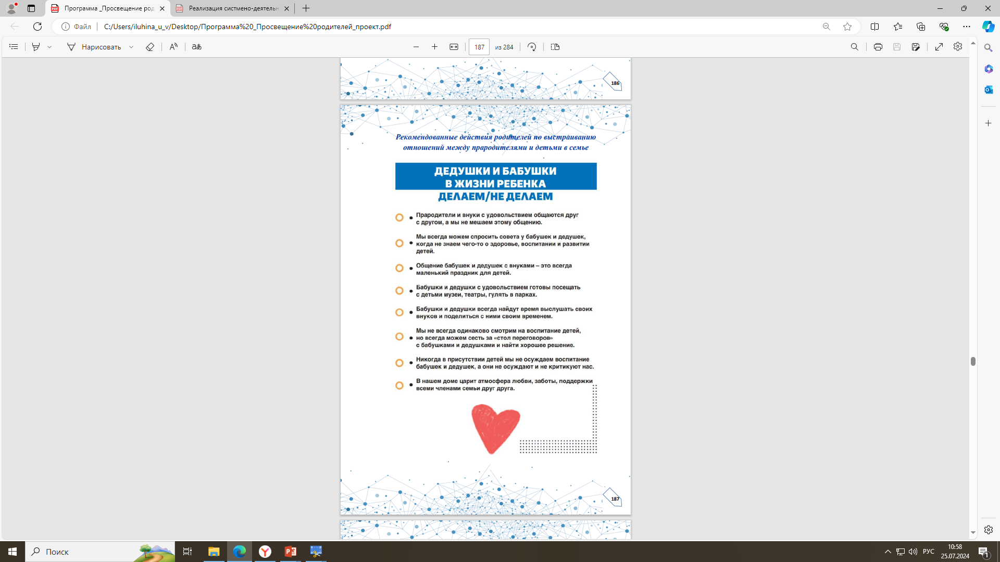 Программа _Просвещение род
Реализация систмено-деятельн
Файл
C:/Users/iluhina_u_v/Desktop/Программа%20_Просвещение%20родителей_проект.pdf
Нарисовать
187
из 284
186
Рекомендованные действия родителей по выстраиванию
отношений между прародителями и детьми в семье
ДЕДУШКИ И БАБУШКИ
В ЖИЗНИ РЕБЕНКА
ДЕЛАЕМ/НЕ ДЕЛАЕМ
• Прародители и внуки с удовольствием общаются друг
с другом, а мы не мешаем этому общению.
• Мы всегда можем спросить совета у бабушек и дедушек,
когда не знаем чего-то о здоровье, воспитании и развитии
детей.
• Общение бабушек и дедушек с внуками – это всегда
маленький праздник для детей.
• Бабушки и дедушки с удовольствием готовы посещать
с детьми музеи, театры, гулять в парках.
• Бабушки и дедушки всегда найдут время выслушать своих
внуков и поделиться с ними своим временем.
• Мы не всегда одинаково смотрим на воспитание детей,
но всегда можем сесть за «стол переговоров»
с бабушками и дедушками и найти хорошее решение.
• Никогда в присутствии детей мы не осуждаем воспитание
бабушек и дедушек, а они не осуждают и не критикуют нас.
• В нашем доме царит атмосфера любви, заботы, поддержки
всеми членами семьи друг друга.
187
Поиск
РУС
10:58
25.07.2024
1